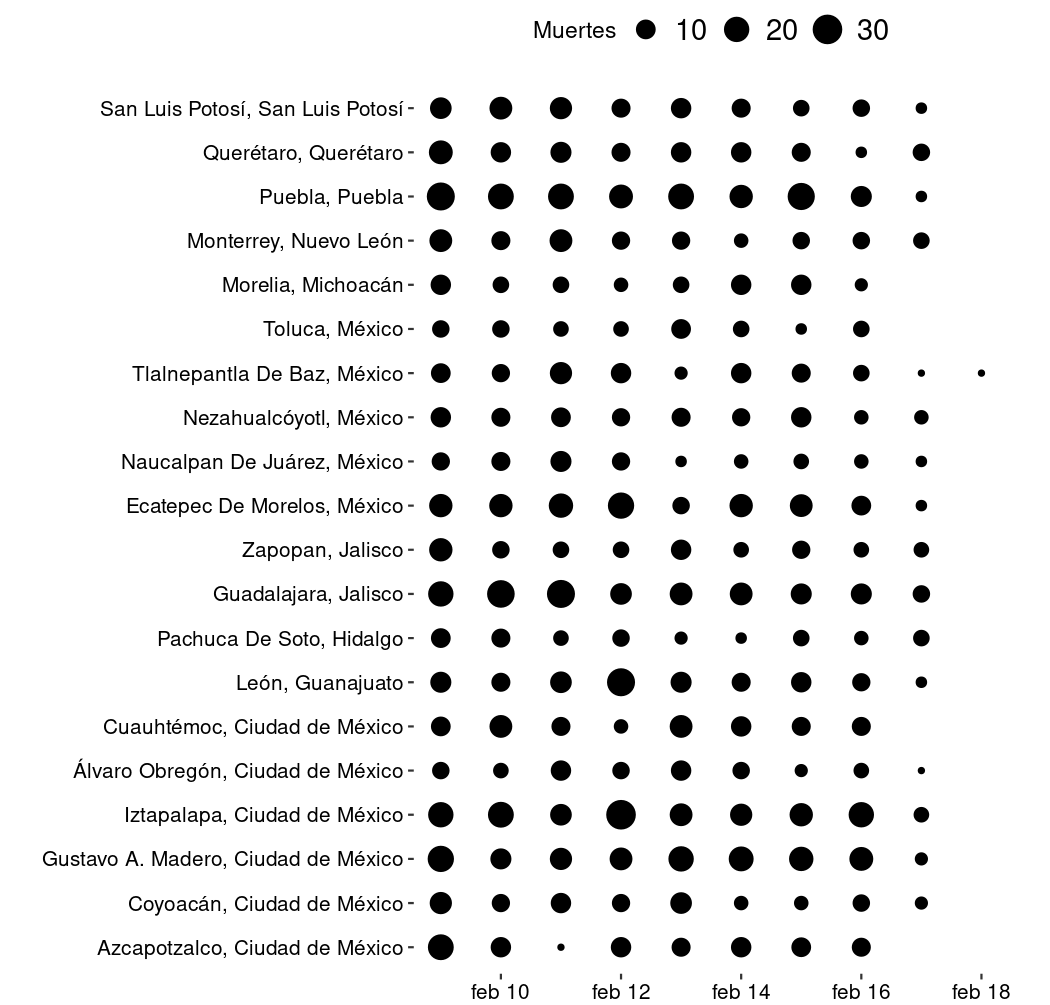 Muertes 10 20 30
San Luis Potosí, San Luis Potosí
Querétaro, Querétaro
Puebla, Puebla
Monterrey, Nuevo León
Morelia, Michoacán
Toluca, México
Tlalnepantla De Baz, México
Nezahualcóyotl, México
Naucalpan De Juárez, México
Ecatepec De Morelos, México
Zapopan, Jalisco
Guadalajara, Jalisco
Pachuca De Soto, Hidalgo
León, Guanajuato
Cuauhtémoc, Ciudad de México
Álvaro Obregón, Ciudad de México
Iztapalapa, Ciudad de México
Gustavo A. Madero, Ciudad de México
Coyoacán, Ciudad de México
Azcapotzalco, Ciudad de México
feb 10 feb 12 feb 14 feb 16 feb 18